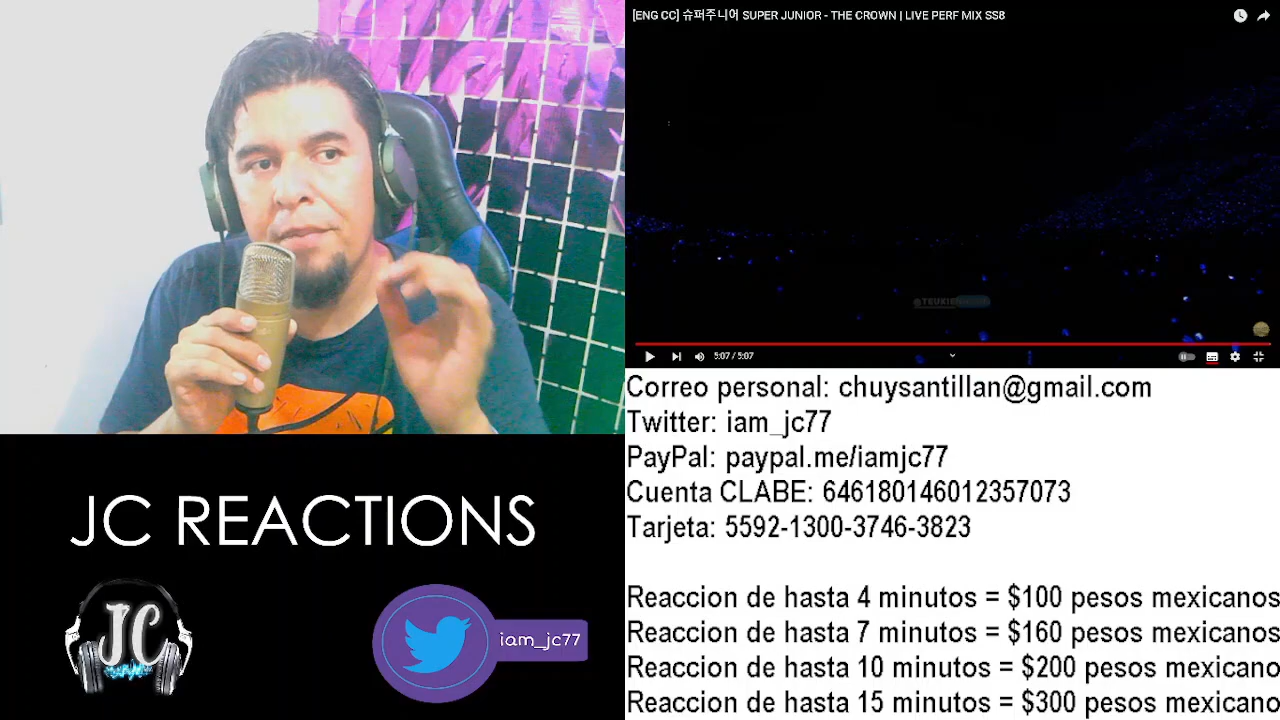 [ENG CC] 슈퍼주니어 SUPER JUNIOR - THE CROWN | LIVE PERF MIX SS8
5:07 / 5:07
Correo personal: chuysantillan@gmail.com
Twitter: iam_jc77
PayPal: paypal.me/iamjc77
Cuenta CLABE: 646180146012357073
Tarjeta: 5592-1300-3746-3823
Reaccion de hasta 4 minutos = $100 pesos mexicanos
Reaccion de hasta 7 minutos = $160 pesos mexicanos
Reaccion de hasta 10 minutos = $200 pesos mexicano
Reaccion de hasta 15 minutos = $300 pesos mexicano
JC REACTIONS
JC
iam_jc77